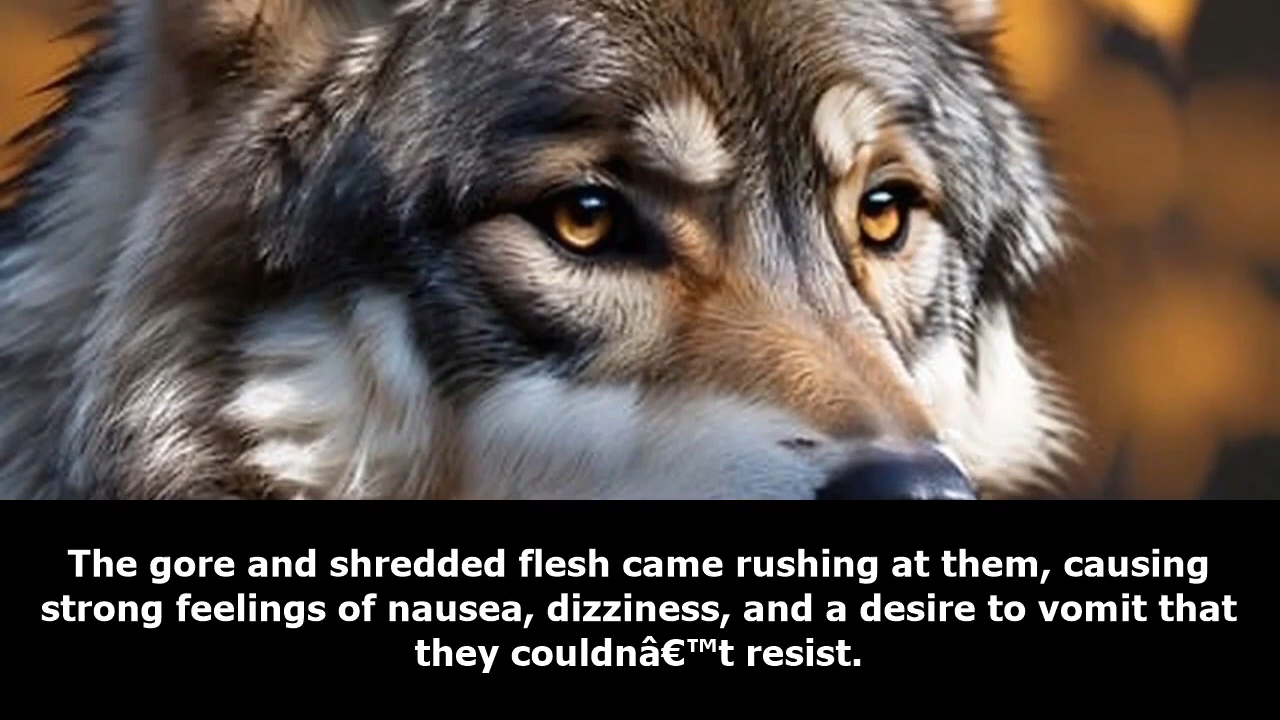 The gore and shredded flesh came rushing at them, causing
strong feelings of nausea, dizziness, and a desire to vomit that
they couldnâ€™t resist.